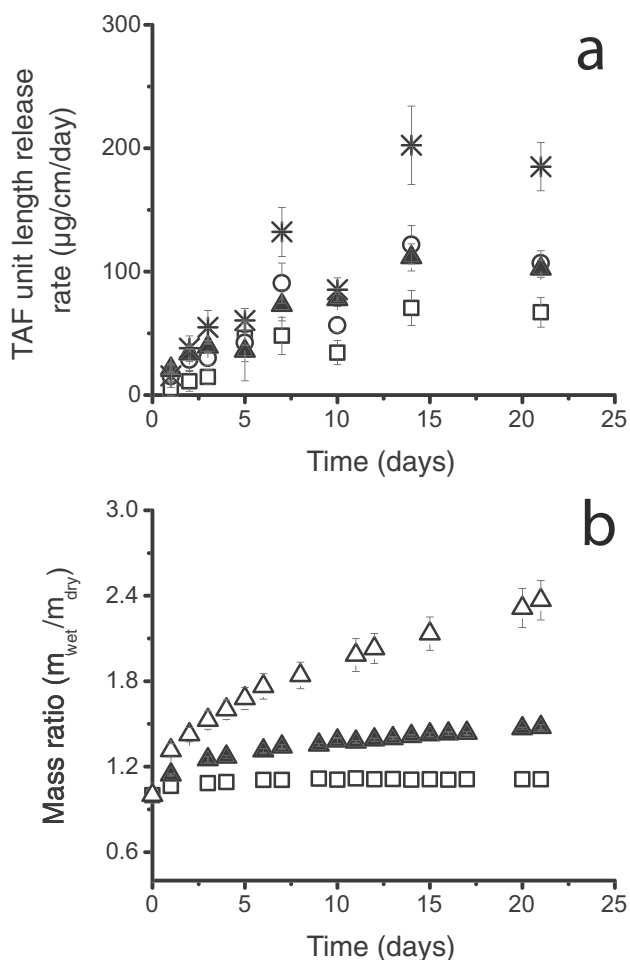 a
300
200
100
0
TAF unit length release
rate (µg/cm/day)
0 5 10 15 20 25
Time (days)
b
3.0
2.4
1.8
1.2
0.6
Mass ratio (m_wet/m_dry)
0 5 10 15 20 25
Time (days)